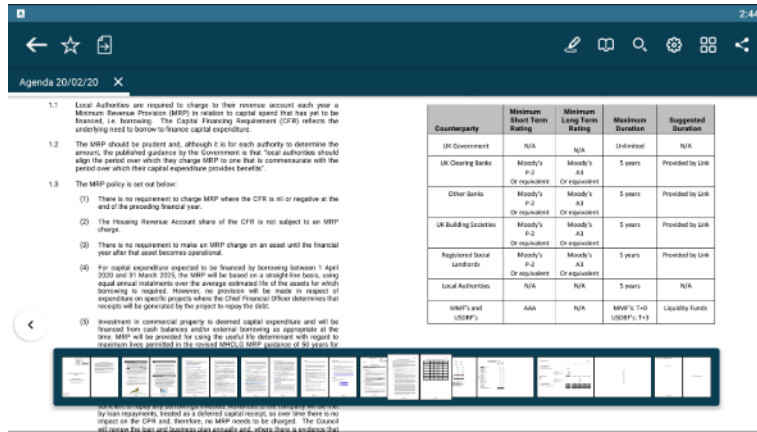 2:44
Agenda 20/02/20 X
1.1 Local Authorities are required to charge to their revenue account each year a
Minimum Revenue Provision (MRP) in relation to capital spend that has yet to be
financed, i.e. borrowing. The Capital Financing Requirement (CFR) reflects the
underlying need to borrow to finance capital expenditure.
1.2 The MRP should be prudent and, although it is for each authority to determine the
amount, the published guidance by the Government is that "local authorities should
align the period over which they charge MRP to one that is commensurate with the
period over which their capital expenditure provides benefits".
1.3 The MRP policy is set out below:
(1) There is no requirement to charge MRP where the CFR is nil or negative at the
end of the preceding financial year.
(2) The Housing Revenue Account share of the CFR is not subject to an MRP
charge.
(3) There is no requirement to make an MRP charge on an asset until the financial
year after that asset becomes operational.
(4) For capital expenditure expected to be financed by borrowing between 1 April
2020 and 31 March 2025, the MRP will be based on a straight-line basis, using
equal annual instalments over the average estimated life of the assets for which
borrowing is required. However, no provision will be made in respect of
expenditure on specific projects where the Chief Financial Officer determines that
receipts will be generated by the project to repay the debt.
(5) Investment in commercial property is deemed capital expenditure and will be
financed from cash balances and/or external borrowing as appropriate at the
time. MRP will be provided for using the useful life determined with regard to
maximum lives permitted in the revised MHCLG MRP guidance of 50 years for
by loan repayments, treated as a deferred capital receipt, so over time there is no
impact on the CFR and, therefore, no MRP needs to be charged. The Council
will review the loan and business plan annually and, where there is evidence that
Counterparty Minimum Short Term Rating Minimum Long Term Rating Maximum Duration Suggested Duration
UK Government N/A N/A Unlimited N/A
UK Clearing Banks Moody's P-2 Or equivalent Moody's A3 Or equivalent 5 years Provided by Link
Other Banks Moody's P-2 Or equivalent Moody's A3 Or equivalent 5 years Provided by Link
UK Building Societies Moody's P-2 Or equivalent Moody's A3 Or equivalent 5 years Provided by Link
Registered Social Landlords Moody's P-2 Or equivalent Moody's A3 Or equivalent 5 years Provided by Link
Local Authorities N/A N/A 5 years N/A
MMF's and USDBF's AAA N/A MMF's: T+0 USDBF's: T+3 Liquidity Funds